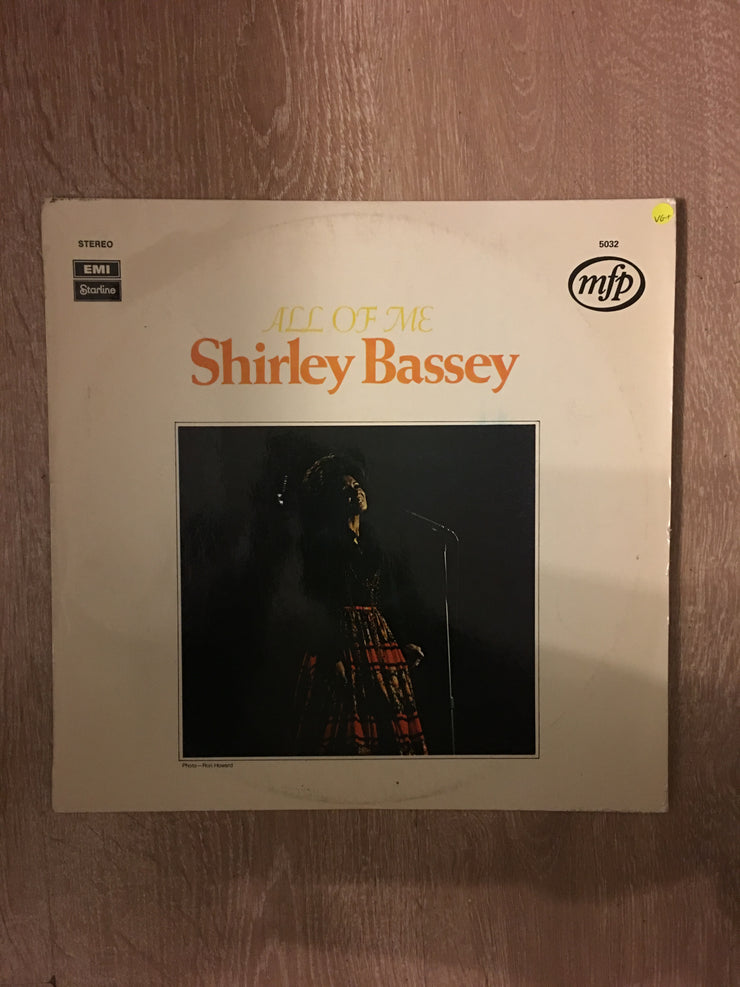 VG+
STEREO
5032
EMI
Starline
mfp
ALL OF ME
Shirley Bassey
Photo—Ron Howard